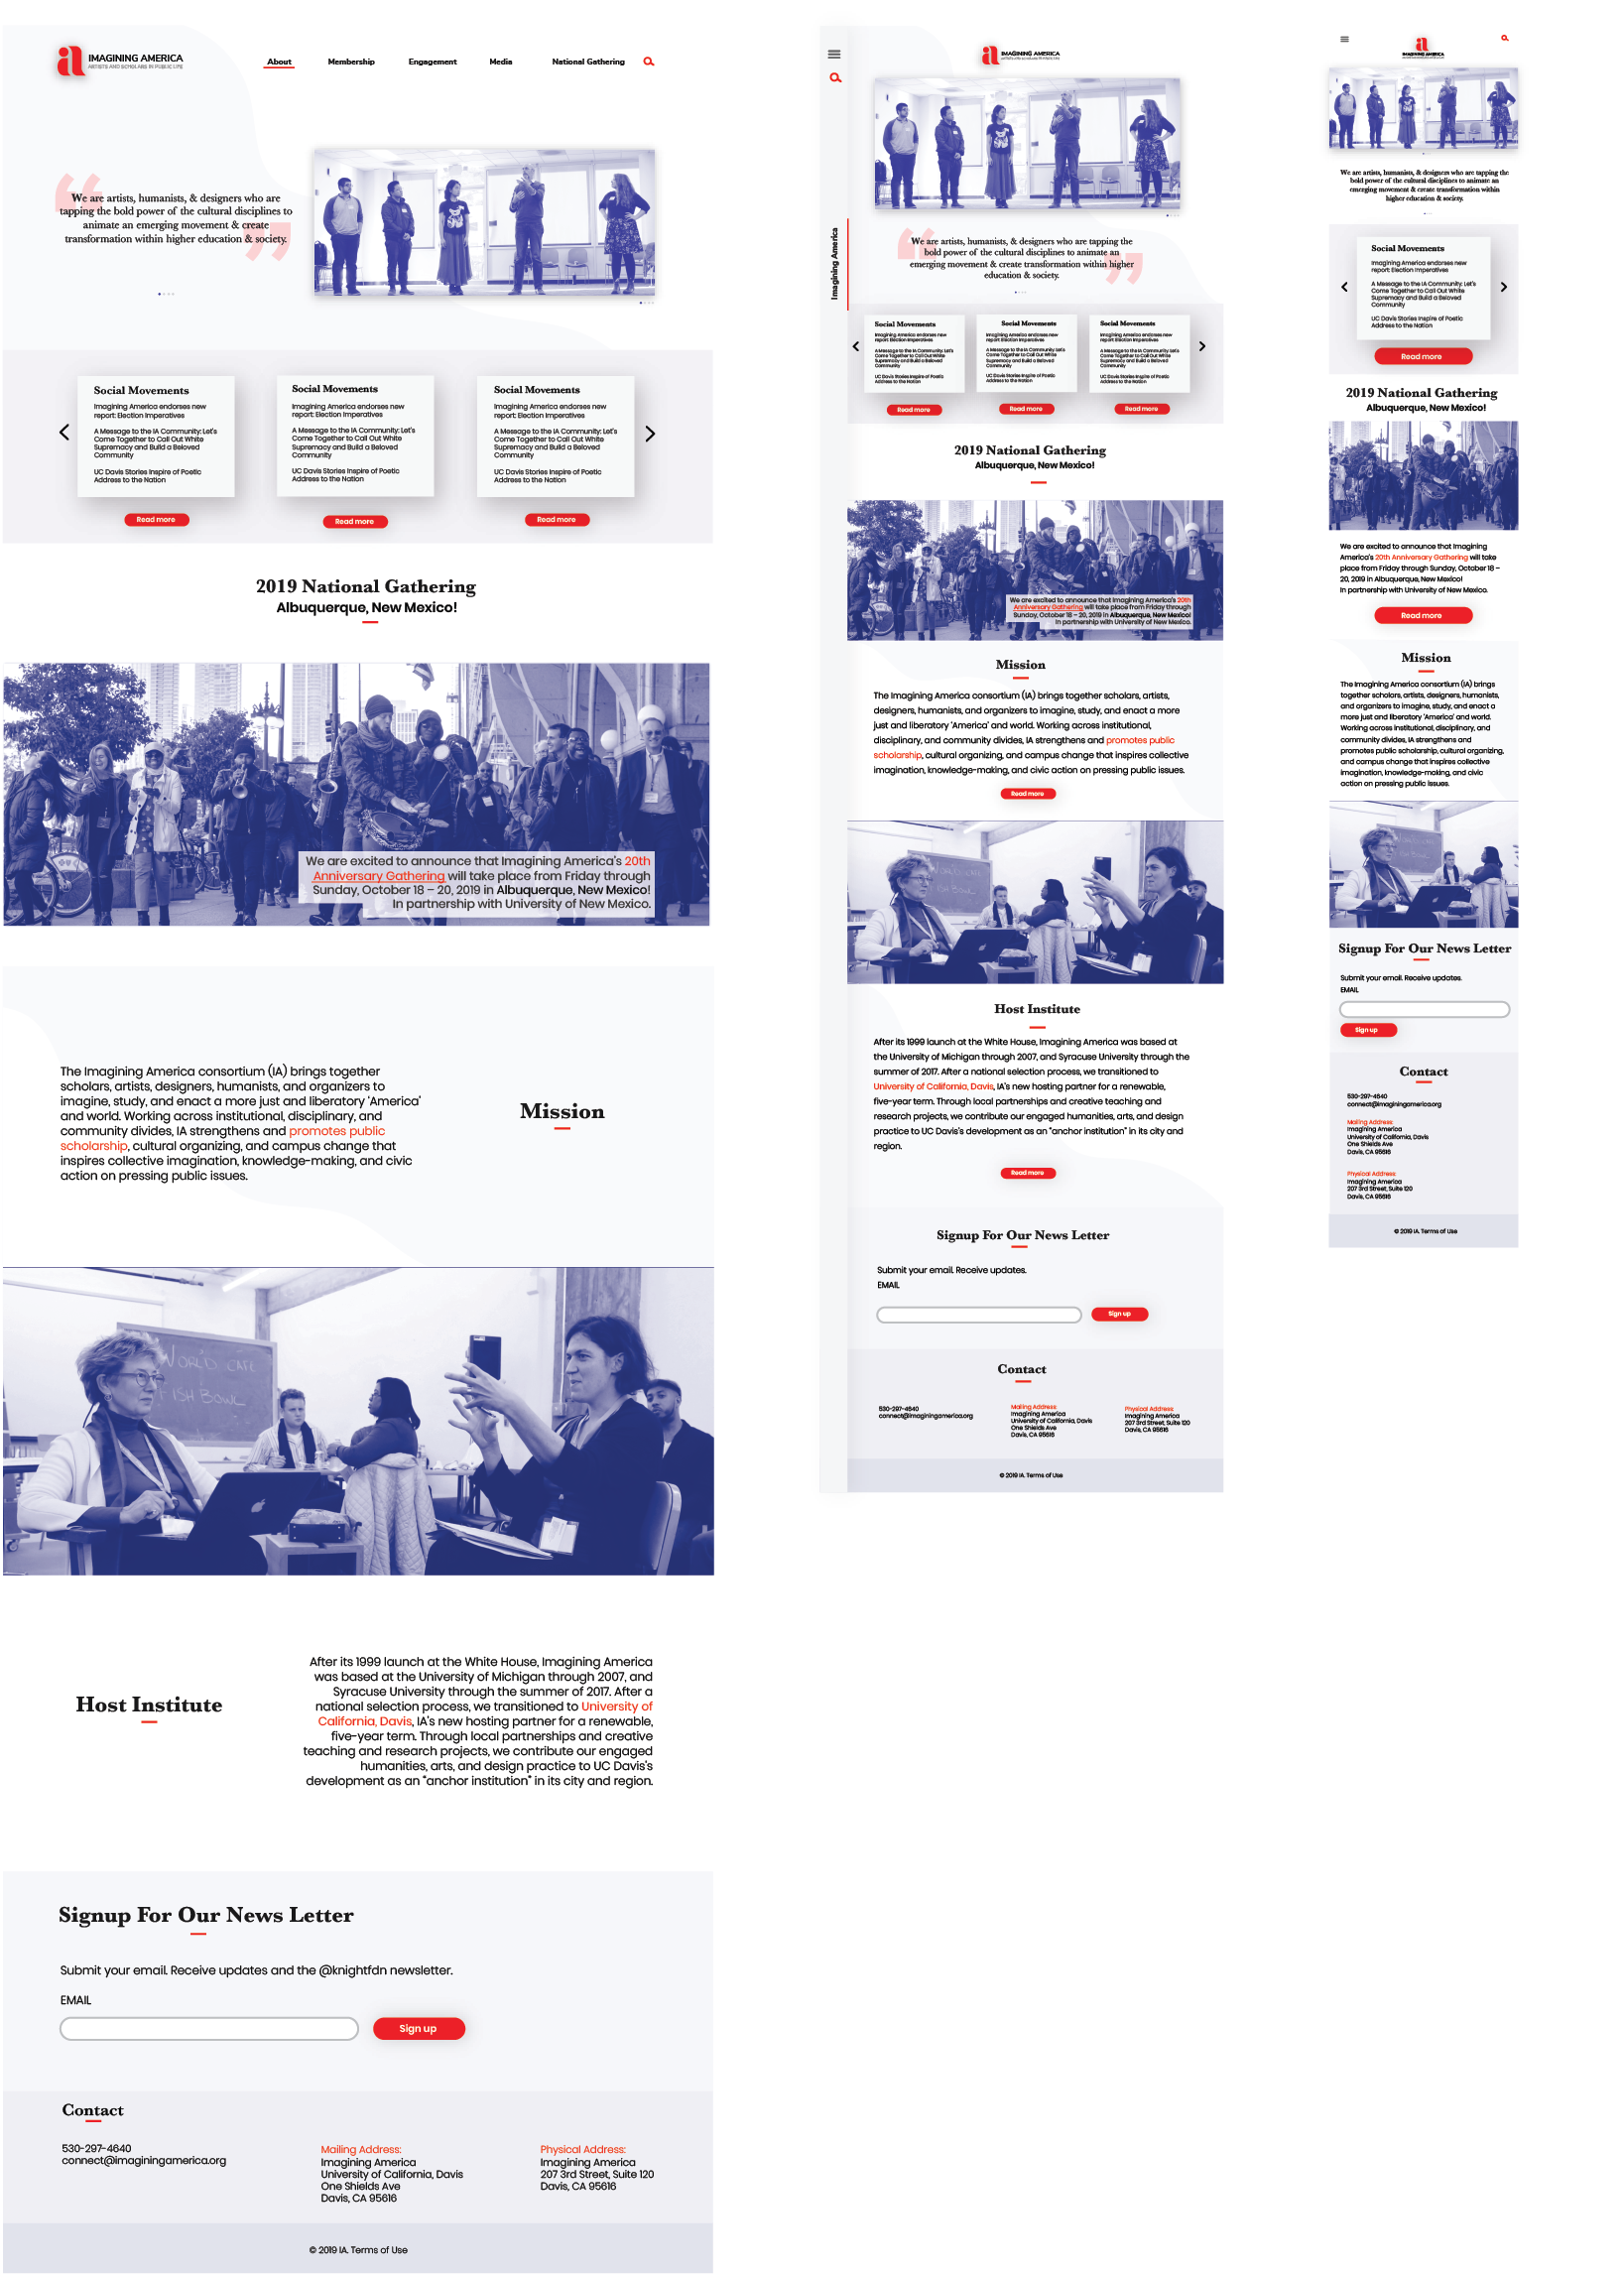 IMAGINING AMERICA
ARTISTS AND SCHOLARS IN PUBLIC LIFE
About
Membership
Engagement
Media
National Gathering
“
We are artists, humanists, & designers who are
tapping the bold power of the cultural disciplines to
animate an emerging movement & create
transformation within higher education & society.
”
Social Movements
Imagining America endorses new
report: Election Imperatives
A Message to the IA Community: Let's
Come Together to Call Out White
Supremacy and Build a Beloved
Community
UC Davis Stories Inspire of Poetic
Address to the Nation
Read more
Social Movements
Imagining America endorses new
report: Election Imperatives
A Message to the IA Community: Let's
Come Together to Call Out White
Supremacy and Build a Beloved
Community
UC Davis Stories Inspire of Poetic
Address to the Nation
Read more
Social Movements
Imagining America endorses new
report: Election Imperatives
A Message to the IA Community: Let's
Come Together to Call Out White
Supremacy and Build a Beloved
Community
UC Davis Stories Inspire of Poetic
Address to the Nation
Read more
2019 National Gathering
Albuquerque, New Mexico!
We are excited to announce that Imagining America's 20th
Anniversary Gathering will take place from Friday through
Sunday, October 18 – 20, 2019 in Albuquerque, New Mexico!
In partnership with University of New Mexico.
The Imagining America consortium (IA) brings together
scholars, artists, designers, humanists, and organizers to
imagine, study, and enact a more just and liberatory 'America'
and world. Working across institutional, disciplinary, and
community divides, IA strengthens and promotes public
scholarship, cultural organizing, and campus change that
inspires collective imagination, knowledge-making, and civic
action on pressing public issues.
Mission
WORLD CAFE
FISH BOWL
Host Institute
After its 1999 launch at the White House, Imagining America
was based at the University of Michigan through 2007, and
Syracuse University through the summer of 2017. After a
national selection process, we transitioned to University of
California, Davis, IA's new hosting partner for a renewable,
five-year term. Through local partnerships and creative
teaching and research projects, we contribute our engaged
humanities, arts, and design practice to UC Davis's
development as an "anchor institution" in its city and region.
Signup For Our News Letter
Submit your email. Receive updates and the @knightfdn newsletter.
EMAIL
Sign up
Contact
530-297-4640
connect@imaginingamerica.org
Mailing Address:
Imagining America
University of California, Davis
One Shields Ave
Davis, CA 95616
Physical Address:
Imagining America
207 3rd Street, Suite 120
Davis, CA 95616
© 2019 IA. Terms of Use
Imagining America
IMAGINING AMERICA
ARTISTS AND SCHOLARS IN PUBLIC LIFE
“
We are artists, humanists, & designers who are tapping the
bold power of the cultural disciplines to animate an
emerging movement & create transformation within higher
education & society.
”
Social Movements
Imagining America endorses new
report: Election Imperatives
A Message to the IA Community: Let's
Come Together to Call Out White
Supremacy and Build a Beloved
Community
UC Davis Stories Inspire of Poetic
Address to the Nation
Read more
Social Movements
Imagining America endorses new
report: Election Imperatives
A Message to the IA Community: Let's
Come Together to Call Out White
Supremacy and Build a Beloved
Community
UC Davis Stories Inspire of Poetic
Address to the Nation
Read more
Social Movements
Imagining America endorses new
report: Election Imperatives
A Message to the IA Community: Let's
Come Together to Call Out White
Supremacy and Build a Beloved
Community
UC Davis Stories Inspire of Poetic
Address to the Nation
Read more
2019 National Gathering
Albuquerque, New Mexico!
We are excited to announce that Imagining America's 20th
Anniversary Gathering will take place from Friday through
Sunday, October 18 – 20, 2019 in Albuquerque, New Mexico!
In partnership with University of New Mexico.
Mission
The Imagining America consortium (IA) brings together scholars, artists,
designers, humanists, and organizers to imagine, study, and enact a more
just and liberatory 'America' and world. Working across institutional,
disciplinary, and community divides, IA strengthens and promotes public
scholarship, cultural organizing, and campus change that inspires collective
imagination, knowledge-making, and civic action on pressing public issues.
Read more
Host Institute
After its 1999 launch at the White House, Imagining America was based at
the University of Michigan through 2007, and Syracuse University through the
summer of 2017. After a national selection process, we transitioned to
University of California, Davis, IA's new hosting partner for a renewable,
five-year term. Through local partnerships and creative teaching and
research projects, we contribute our engaged humanities, arts, and design
practice to UC Davis's development as an "anchor institution" in its city and
region.
Read more
Signup For Our News Letter
Submit your email. Receive updates.
EMAIL
Sign up
Contact
530-297-4640
connect@imaginingamerica.org
Mailing Address:
Imagining America
University of California, Davis
One Shields Ave
Davis, CA 95616
Physical Address:
Imagining America
207 3rd Street, Suite 120
Davis, CA 95616
© 2019 IA. Terms of Use
IMAGINING AMERICA
We are artists, humanists, & designers who are tapping the
bold power of the cultural disciplines to animate an
emerging movement & create transformation within
higher education & society.
Social Movements
Imagining America endorses new
report: Election Imperatives
A Message to the IA Community: Let's
Come Together to Call Out White
Supremacy and Build a Beloved
Community
UC Davis Stories Inspire of Poetic
Address to the Nation
Read more
2019 National Gathering
Albuquerque, New Mexico!
We are excited to announce that Imagining
America's 20th Anniversary Gathering will take
place from Friday through Sunday, October 18 –
20, 2019 in Albuquerque, New Mexico!
In partnership with University of New Mexico.
Read more
Mission
The Imagining America consortium (IA) brings
together scholars, artists, designers, humanists,
and organizers to imagine, study, and enact a
more just and liberatory 'America' and world.
Working across institutional, disciplinary, and
community divides, IA strengthens and
promotes public scholarship, cultural organizing,
and campus change that inspires collective
imagination, knowledge-making, and civic
action on pressing public issues.
Signup For Our News Letter
Submit your email. Receive updates.
EMAIL
Sign up
Contact
530-297-4640
connect@imaginingamerica.org
Mailing Address:
Imagining America
University of California, Davis
One Shields Ave
Davis, CA 95616
Physical Address:
Imagining America
207 3rd Street, Suite 120
Davis, CA 95616
© 2019 IA. Terms of Use